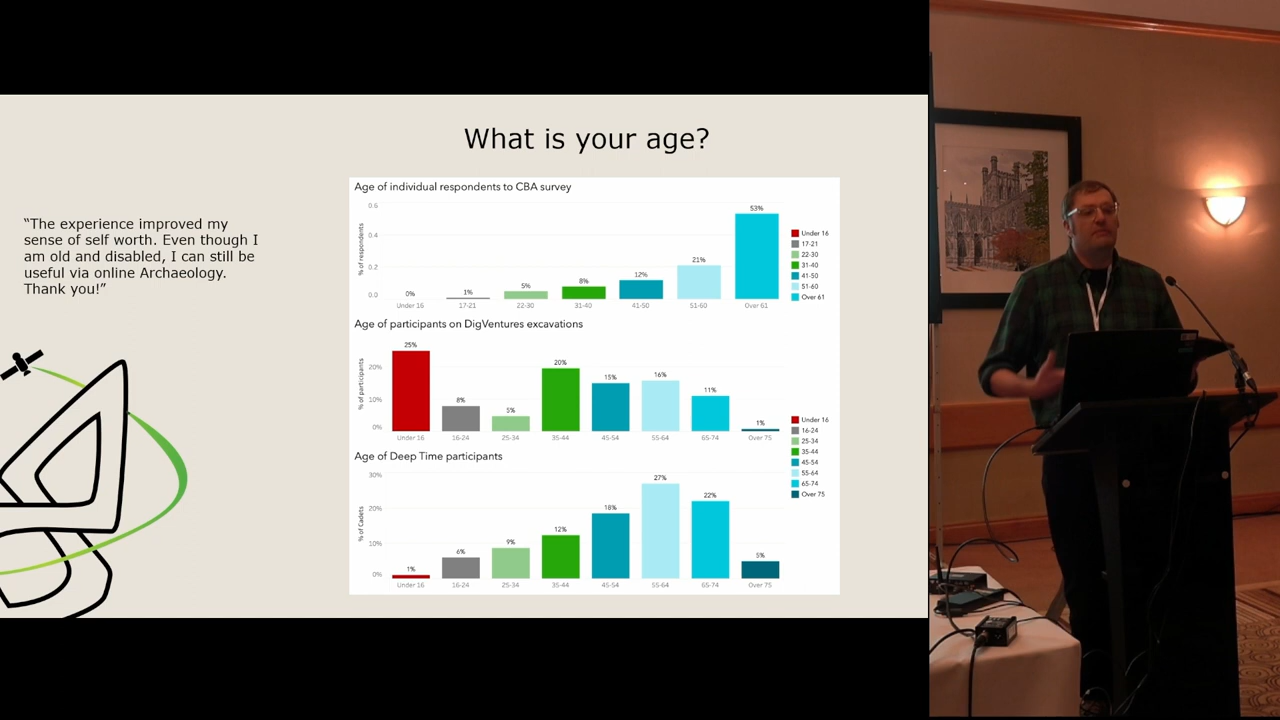 What is your age?
“The experience improved my
sense of self worth. Even though I
am old and disabled, I can still be
useful via online Archaeology.
Thank you!”
Age of individual respondents to CBA survey
% of respondents
0.6
0.4
0.2
0.0
0%
1%
5%
8%
12%
21%
53%
Under 16
17-21
22-30
31-40
41-50
51-60
Over 61
Under 16
17-21
22-30
31-40
41-50
51-60
Over 61
Age of participants on DigVentures excavations
% of participants
20%
10%
0%
25%
8%
5%
20%
15%
16%
11%
1%
Under 16
16-24
25-34
35-44
45-54
55-64
65-74
Over 75
Under 16
16-24
25-34
35-44
45-54
55-64
65-74
Over 75
Age of Deep Time participants
% of Cadets
30%
20%
10%
0%
1%
6%
9%
12%
18%
27%
22%
5%
Under 16
16-24
25-34
35-44
45-54
55-64
65-74
Over 75